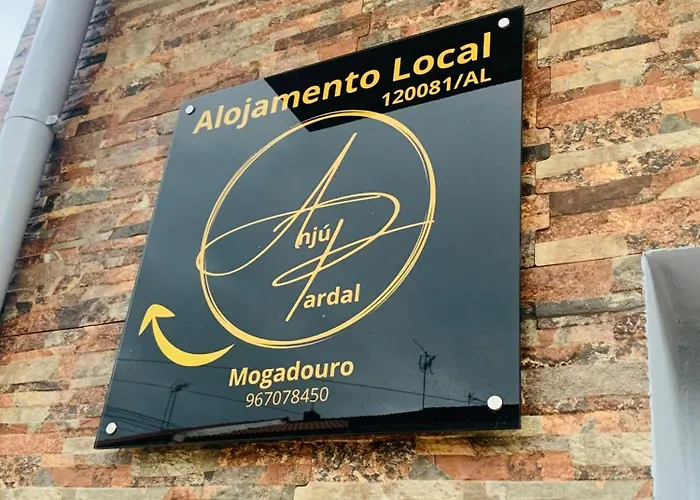 Alojamento Local
120081/AL
Anjú
Pardal
Mogadouro
967078450